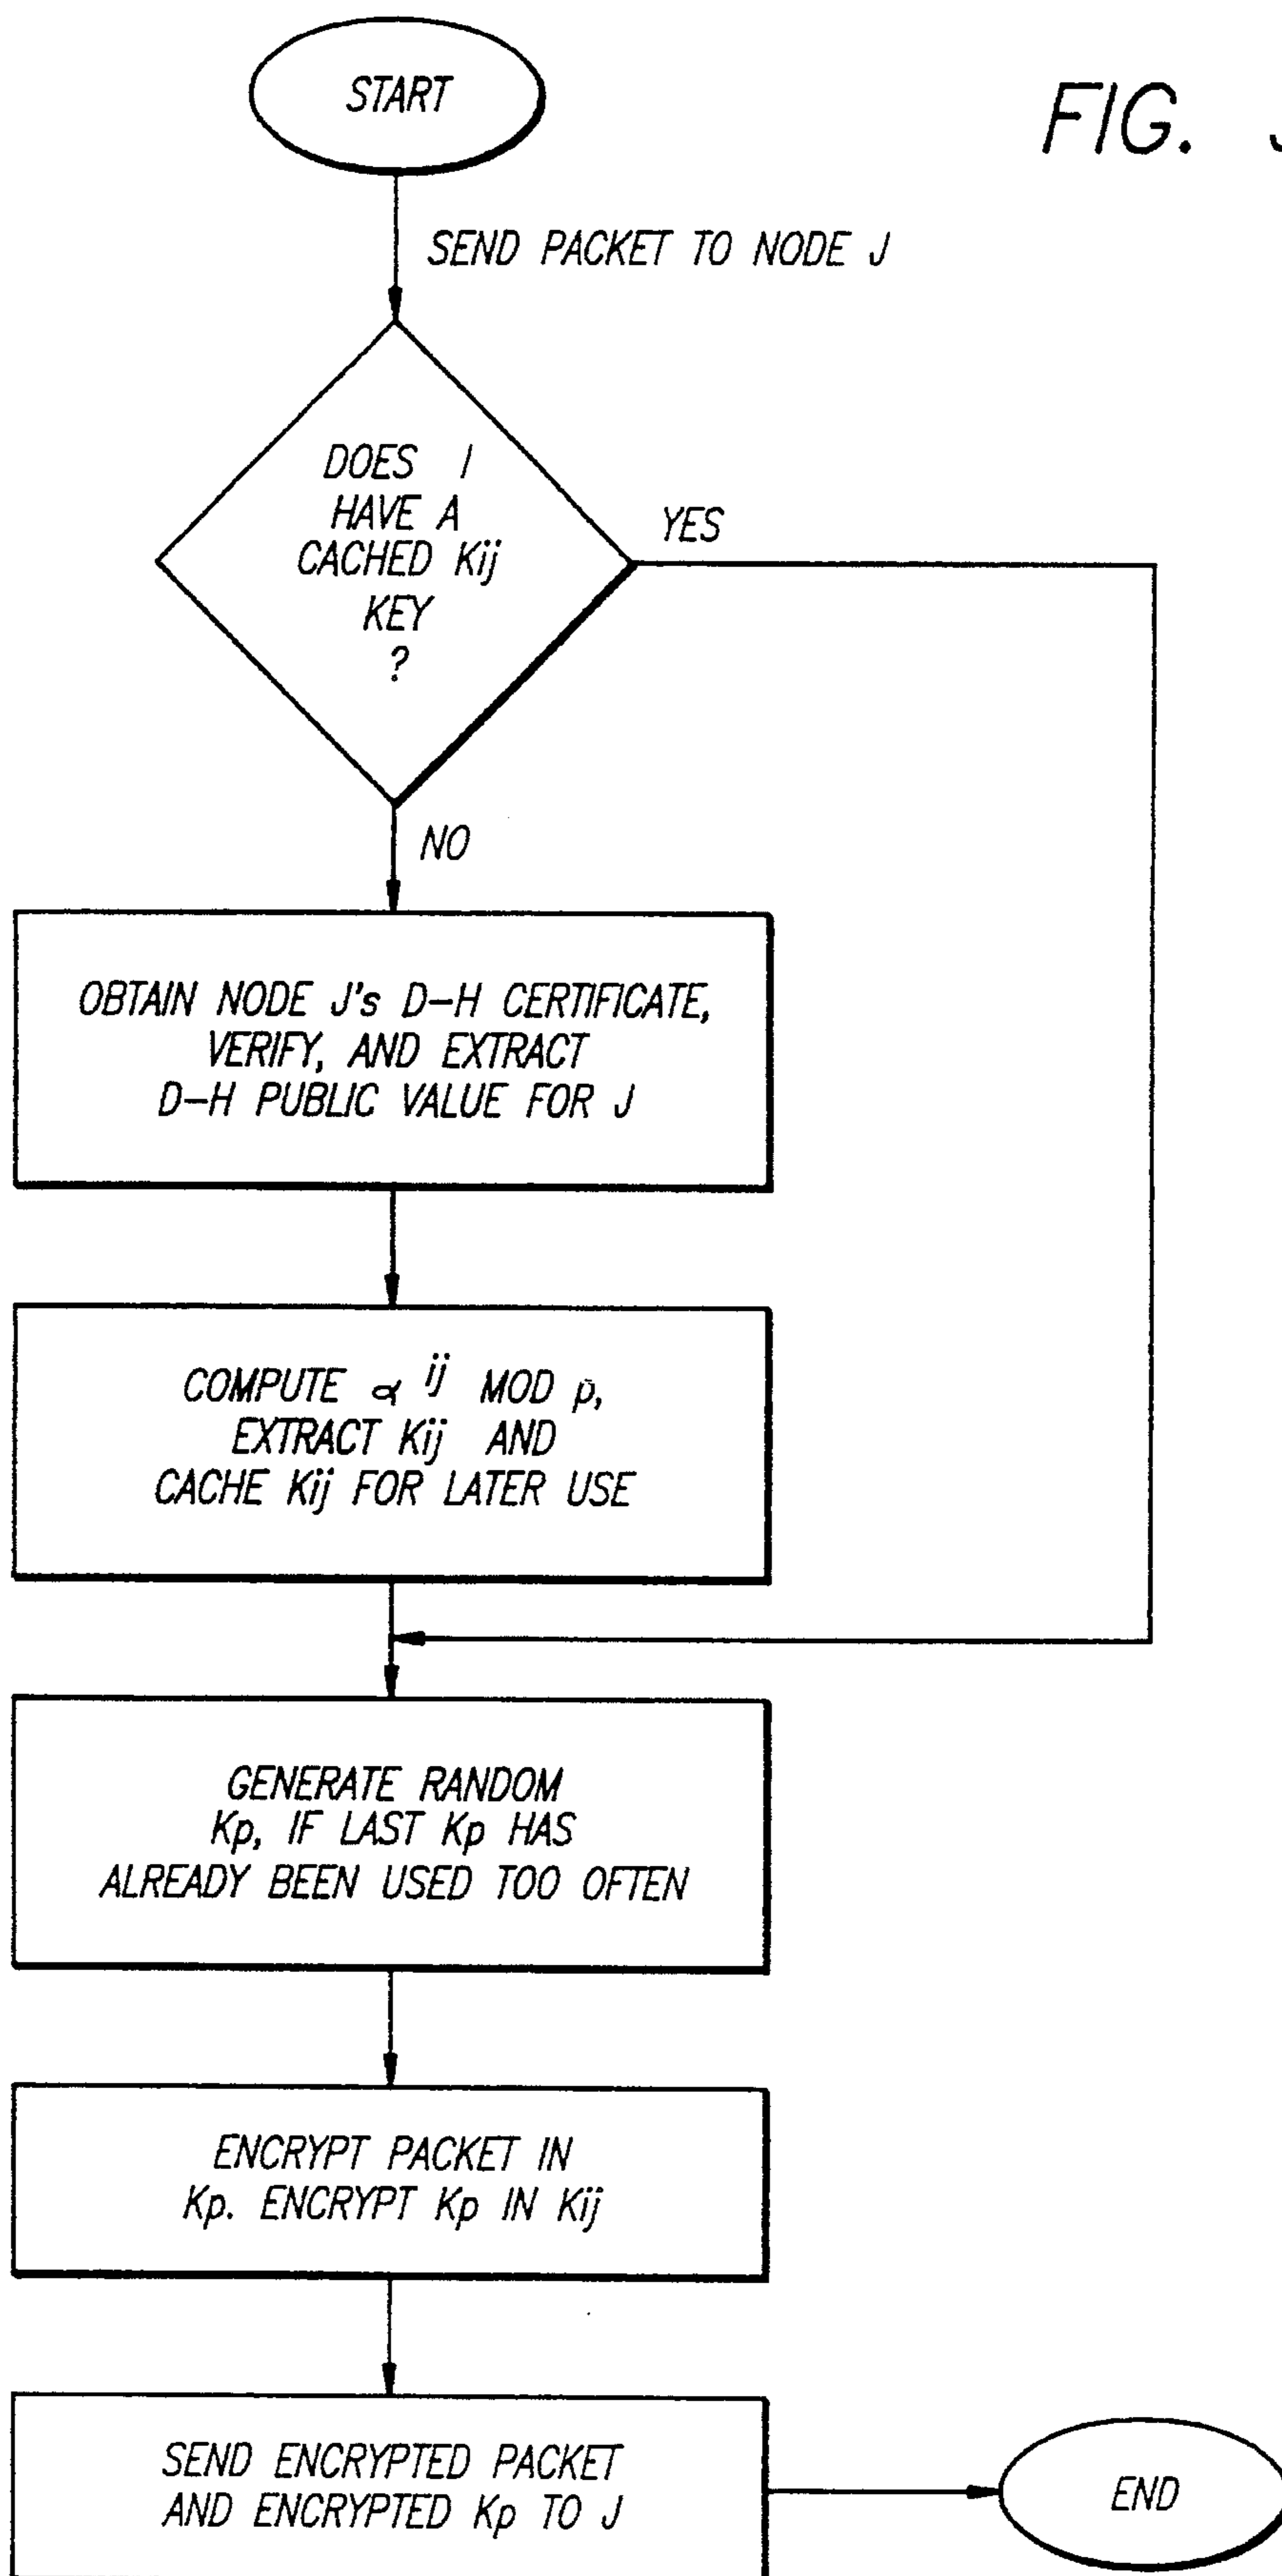 START
FIG.
SEND PACKET TO NODE J
DOES I
HAVE A
CACHED Kij
KEY
?
YES
NO
OBTAIN NODE J's D-H CERTIFICATE,
VERIFY, AND EXTRACT
D-H PUBLIC VALUE FOR J
COMPUTE α ij MOD p,
EXTRACT Kij AND
CACHE Kij FOR LATER USE
GENERATE RANDOM
Kp, IF LAST Kp HAS
ALREADY BEEN USED TOO OFTEN
ENCRYPT PACKET IN
Kp. ENCRYPT Kp IN Kij
SEND ENCRYPTED PACKET
AND ENCRYPTED Kp TO J
END